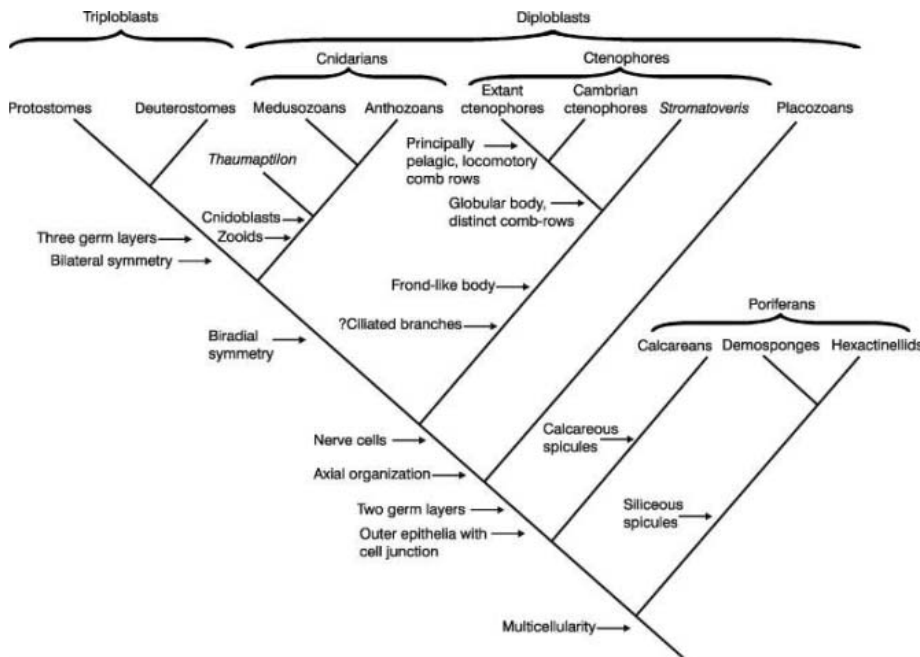 Triploblasts
Diploblasts
Cnidarians
Ctenophores
Protostomes
Deuterostomes
Medusozoans
Anthozoans
Extant
ctenophores
Cambrian
ctenophores
Stromatoveris
Placozoans
Thaumaptilon
Principally
pelagic, locomotory
comb rows
Cnidoblasts
Zooids
Globular body,
distinct comb-rows
Three germ layers
Bilateral symmetry
Frond-like body
?Ciliated branches
Biradial
symmetry
Poriferans
Calcareans
Demosponges
Hexactinellids
Nerve cells
Calcareous
spicules
Axial organization
Two germ layers
Siliceous
spicules
Outer epithelia with
cell junction
Multicellularity